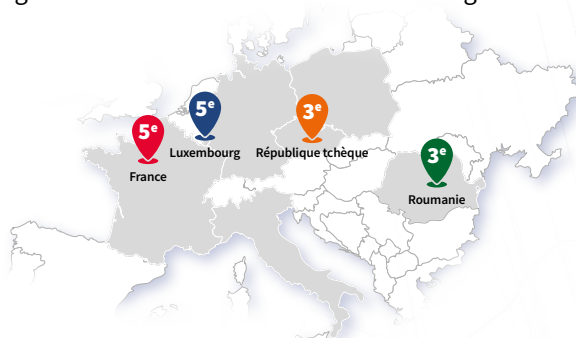 5e
France
5e
Luxembourg
3e
République tchèque
3e
Roumanie